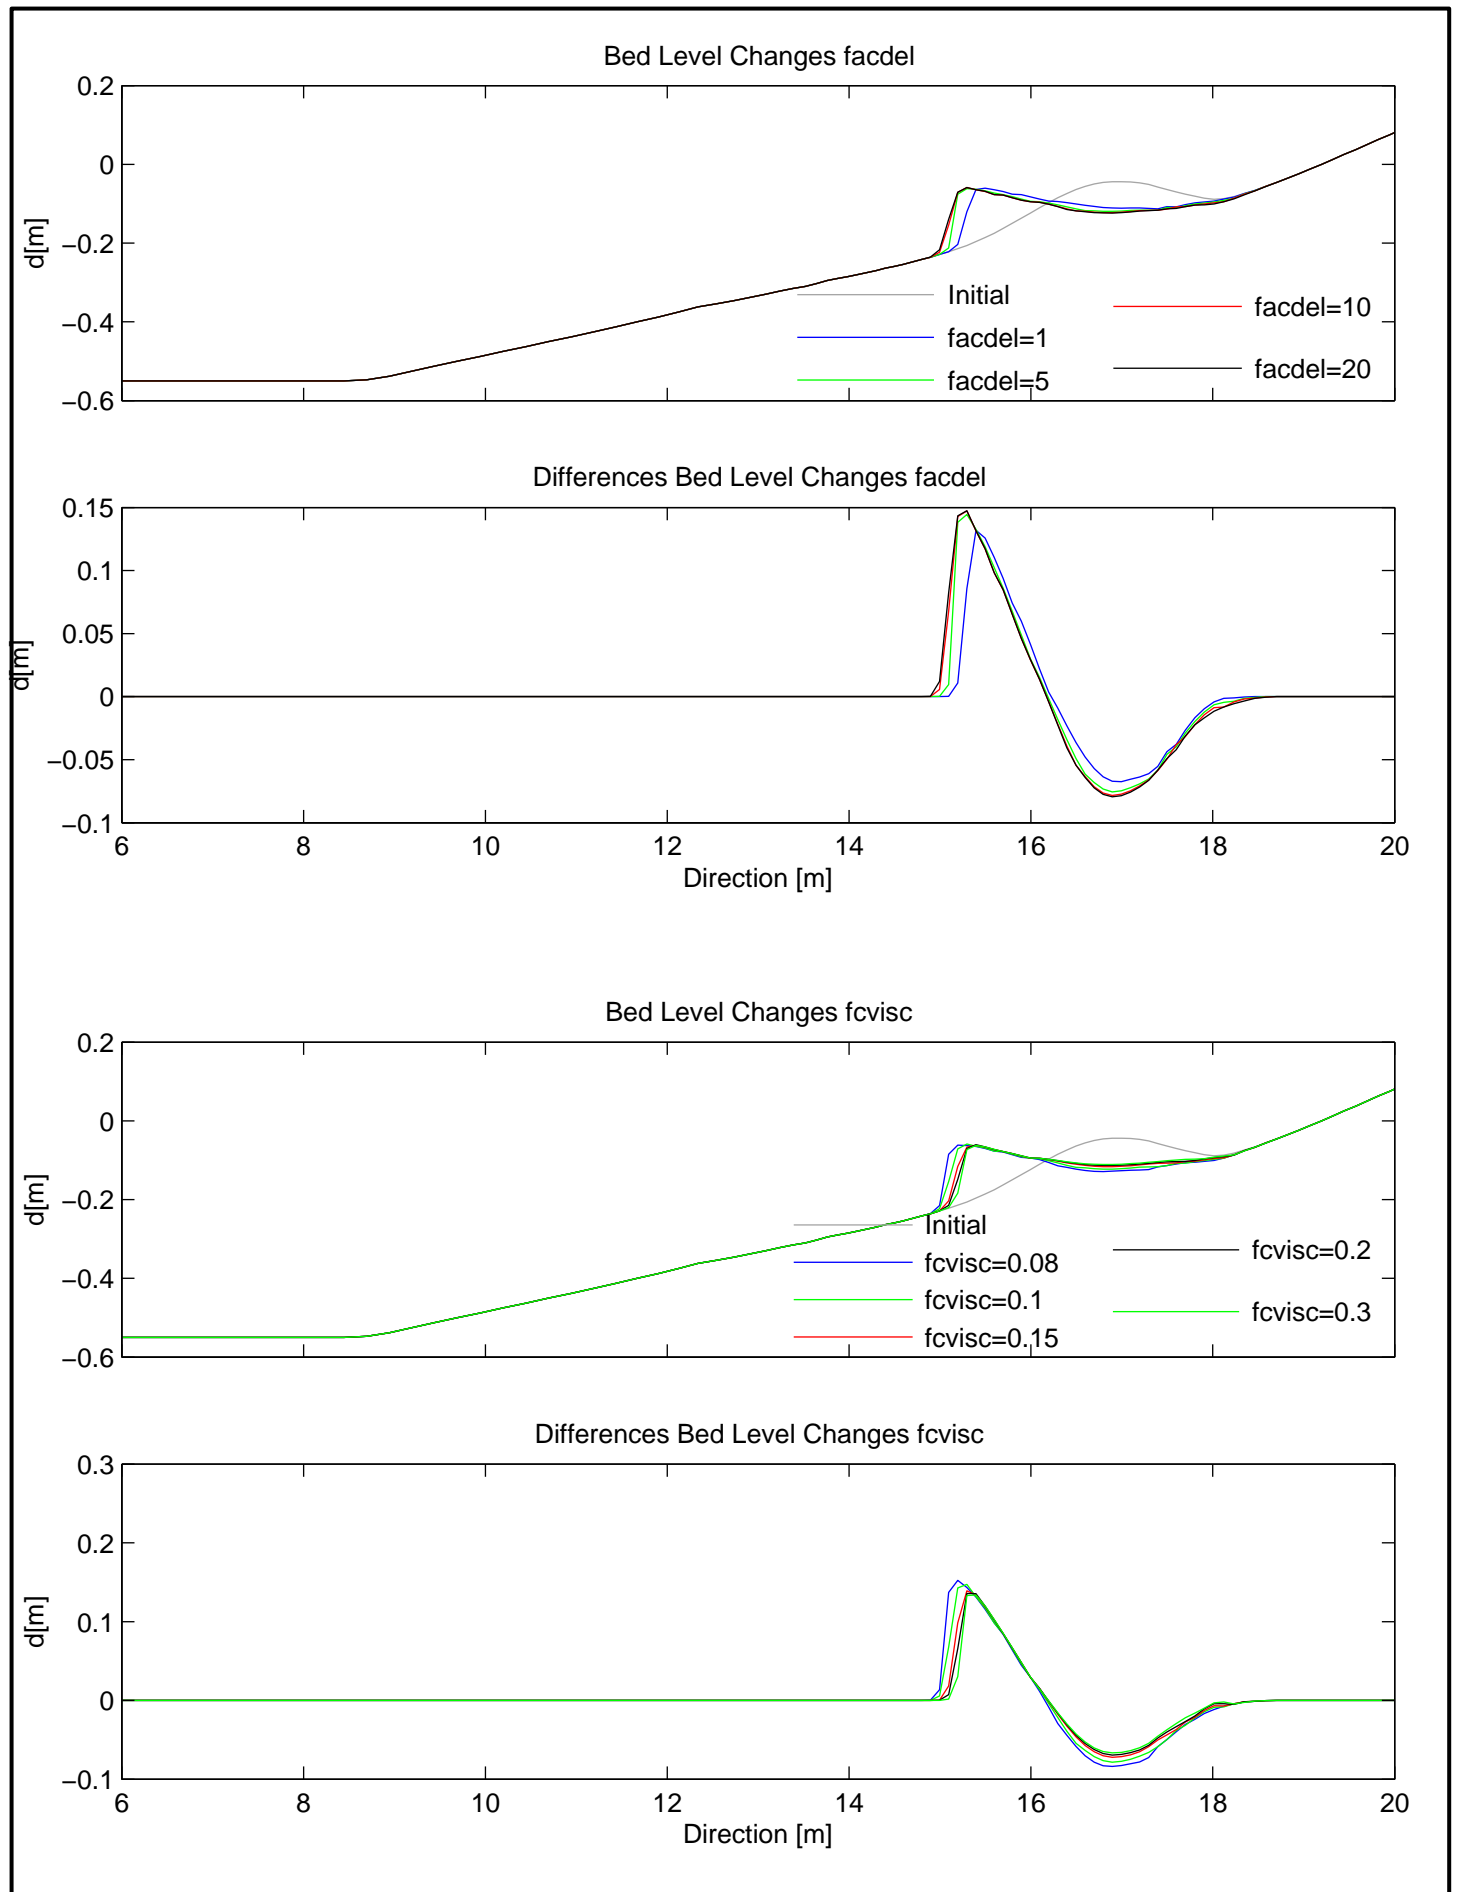 Bed Level Changes facdel
0.2
0
−0.2
−0.4
−0.6
d[m]
Initial
facdel=1
facdel=5
facdel=10
facdel=20
Differences Bed Level Changes facdel
0.15
0.1
0.05
0
−0.05
−0.1
d[m]
6 8 10 12 14 16 18 20
Direction [m]
Bed Level Changes fcvisc
0.2
0
−0.2
−0.4
−0.6
d[m]
Initial
fcvisc=0.08
fcvisc=0.1
fcvisc=0.15
fcvisc=0.2
fcvisc=0.3
Differences Bed Level Changes fcvisc
0.3
0.2
0.1
0
−0.1
d[m]
6 8 10 12 14 16 18 20
Direction [m]